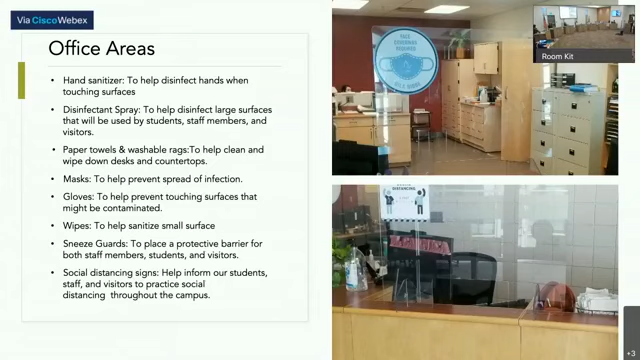 Via CiscoWebex
Office Areas
• Hand sanitizer: To help disinfect hands when
touching surfaces
• Disinfectant Spray: To help disinfect large surfaces
that will be used by students, staff members, and
visitors.
• Paper towels & washable rags:To help clean and
wipe down desks and countertops.
• Masks: To help prevent spread of infection.
• Gloves: To help prevent touching surfaces that
might be contaminated.
• Wipes: To help sanitize small surface
• Sneeze Guards: To place a protective barrier for
both staff members, students, and visitors.
• Social distancing signs: Help inform our students,
staff, and visitors to practice social
distancing throughout the campus.
FACE
COVERINGS
REQUIRED
Room Kit
DISTANCING
+3